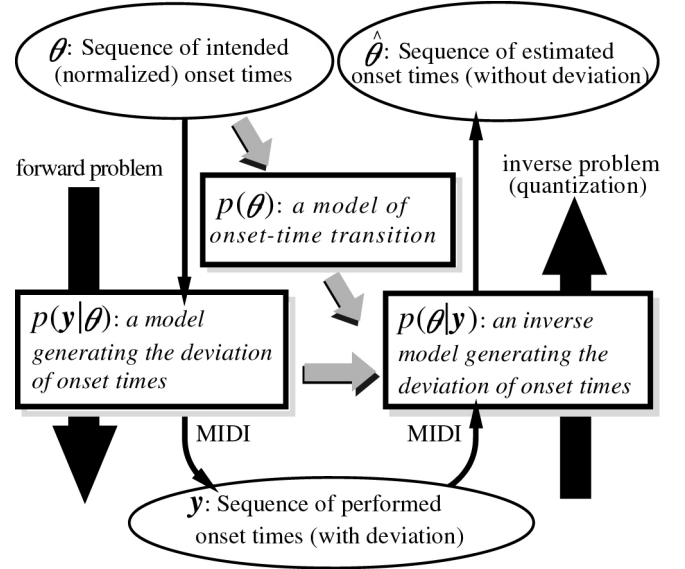 θ: Sequence of intended
(normalized) onset times
θ̂: Sequence of estimated
onset times (without deviation)
forward problem
inverse problem
(quantization)
p(θ): a model of
onset-time transition
p(y|θ): a model
generating the deviation
of onset times
p(θ|y): an inverse
model generating the
deviation of onset times
MIDI
MIDI
y: Sequence of performed
onset times (with deviation)